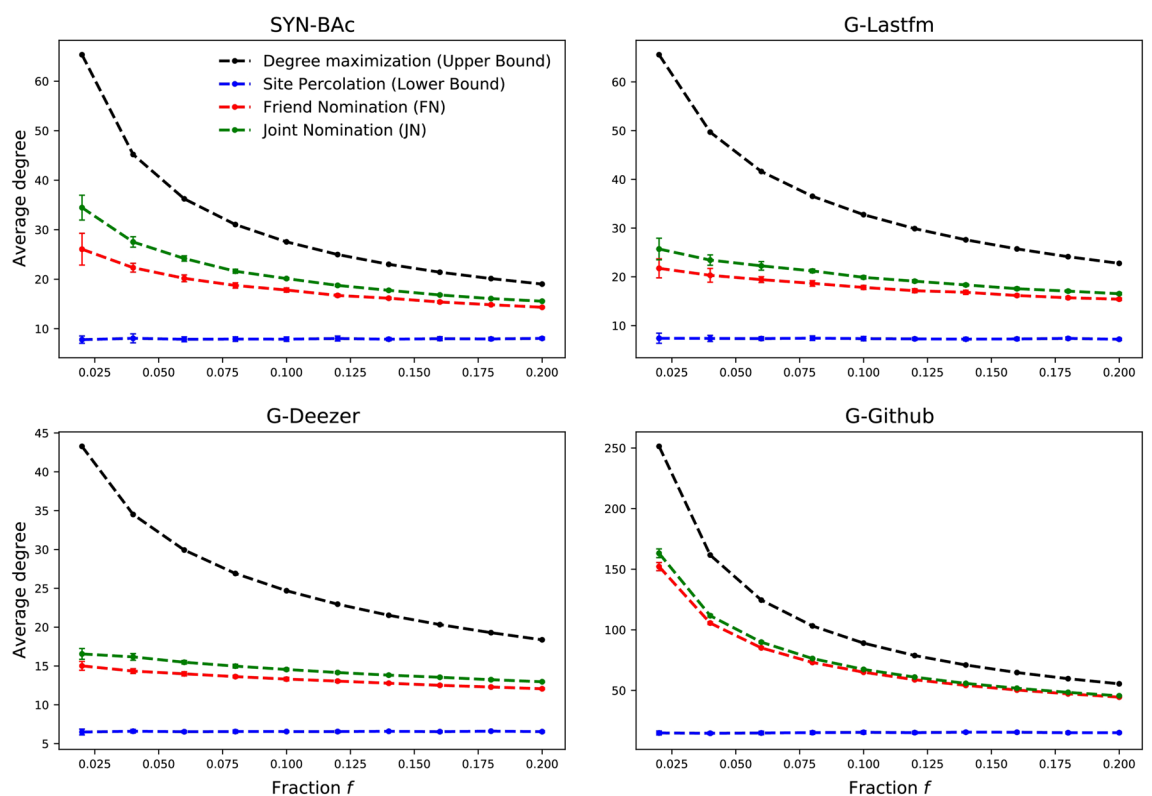 SYN-BAc
G-Lastfm
Degree maximization (Upper Bound)
Site Percolation (Lower Bound)
Friend Nomination (FN)
Joint Nomination (JN)
Average degree
60
50
40
30
20
10
0.025 0.050 0.075 0.100 0.125 0.150 0.175 0.200
60
50
40
30
20
10
0.025 0.050 0.075 0.100 0.125 0.150 0.175 0.200
G-Deezer
G-Github
Average degree
45
40
35
30
25
20
15
10
5
0.025 0.050 0.075 0.100 0.125 0.150 0.175 0.200
Fraction f
250
200
150
100
50
0.025 0.050 0.075 0.100 0.125 0.150 0.175 0.200
Fraction f